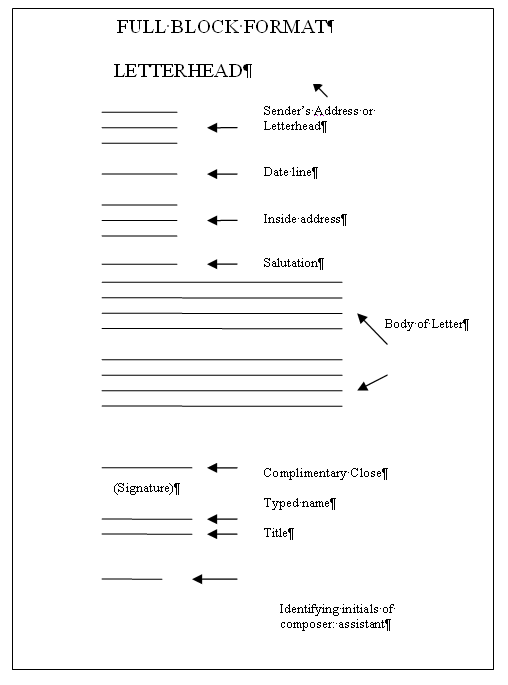 FULL·BLOCK·FORMAT¶
LETTERHEAD¶
Sender's·Address·or·
Letterhead¶
Date·line¶
Inside·address¶
Salutation¶
Body·of·Letter¶
Complimentary·Close¶
(Signature)¶
Typed·name¶
Title¶
Identifying·initials·of·
composer:·assistant¶